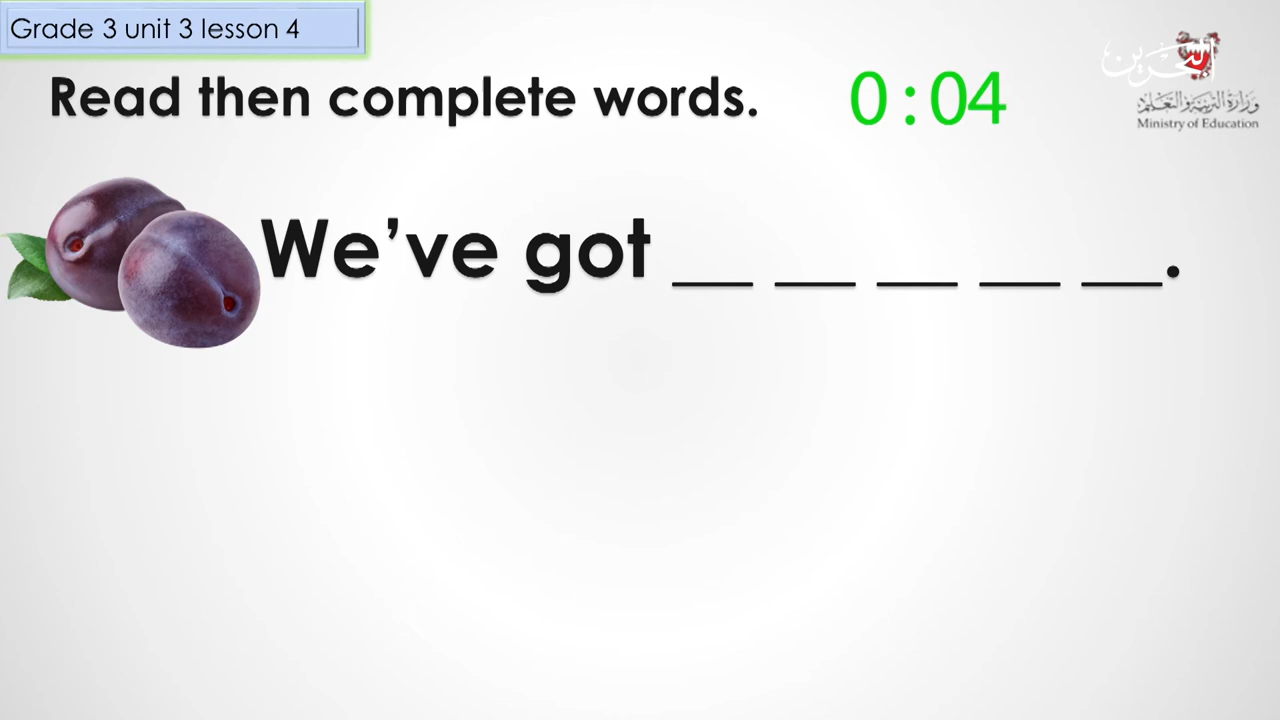 Grade 3 unit 3 lesson 4
Read then complete words.
0:04
البحرين
وزارة التربية والتعليم
Ministry of Education
We've got __ __ __ __ __.